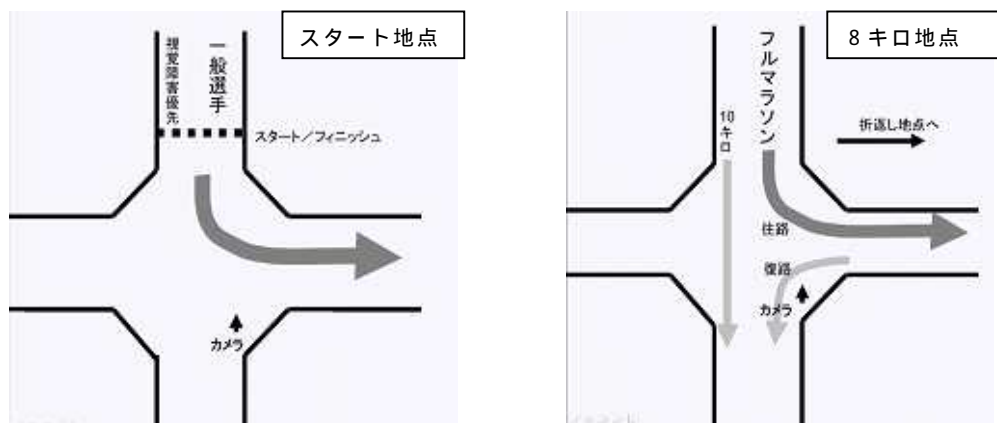 スタート地点
視覚障害優先
一般選手
スタート／フィニッシュ
カメラ
8キロ地点
フルマラソン
10キロ
折返し地点へ
往路
復路
カメラ